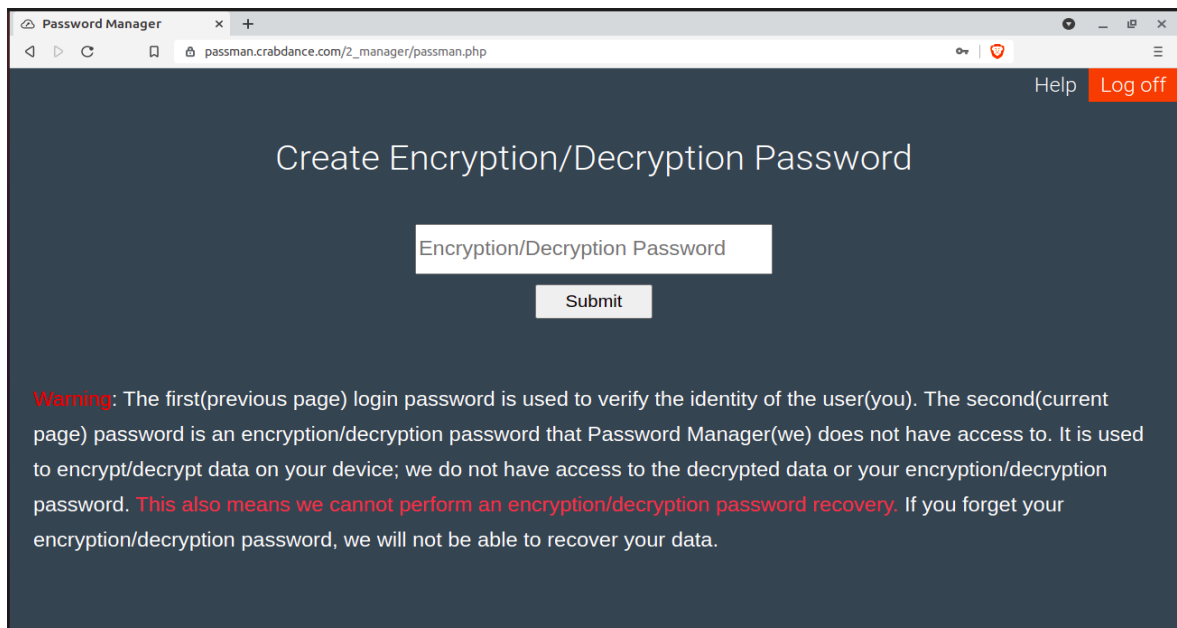 Password Manager
passman.crabdance.com/2_manager/passman.php
Help Log off
Create Encryption/Decryption Password
Encryption/Decryption Password
Submit
Warning: The first(previous page) login password is used to verify the identity of the user(you). The second(current
page) password is an encryption/decryption password that Password Manager(we) does not have access to. It is used
to encrypt/decrypt data on your device; we do not have access to the decrypted data or your encryption/decryption
password. This also means we cannot perform an encryption/decryption password recovery. If you forget your
encryption/decryption password, we will not be able to recover your data.